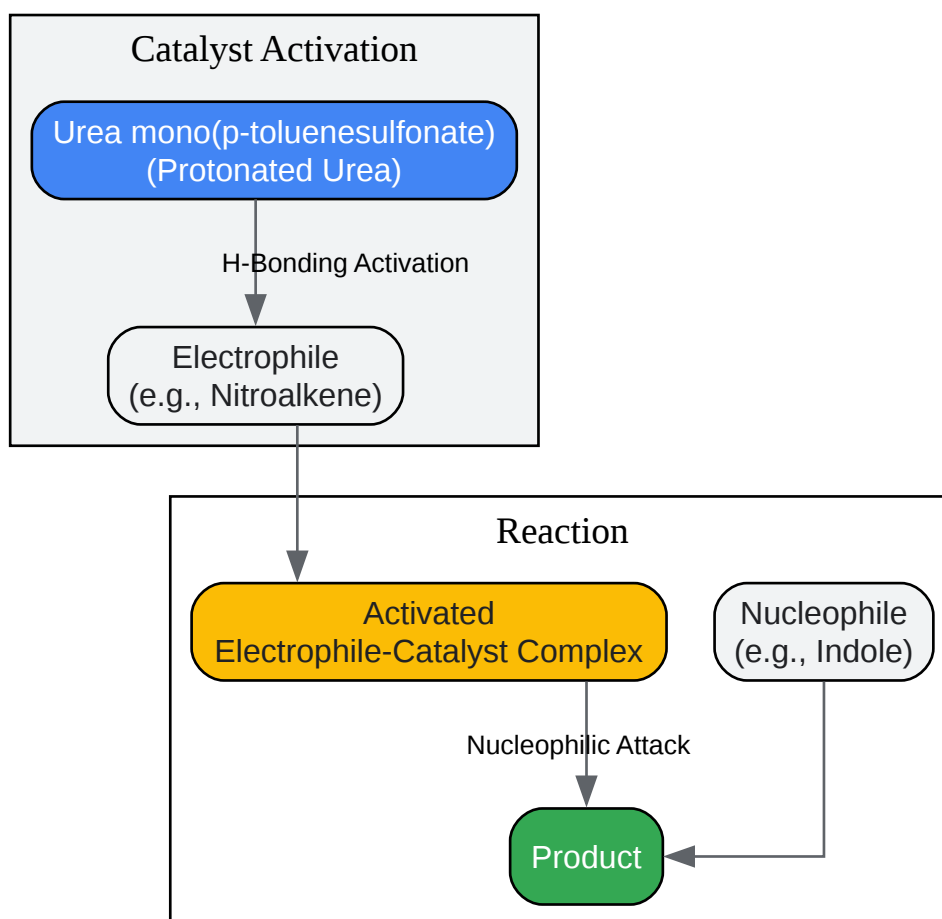 Catalyst Activation
Urea mono(p-toluenesulfonate)
(Protonated Urea)
H-Bonding Activation
Electrophile
(e.g., Nitroalkene)
Reaction
Activated
Electrophile-Catalyst Complex
Nucleophile
(e.g., Indole)
Nucleophilic Attack
Product